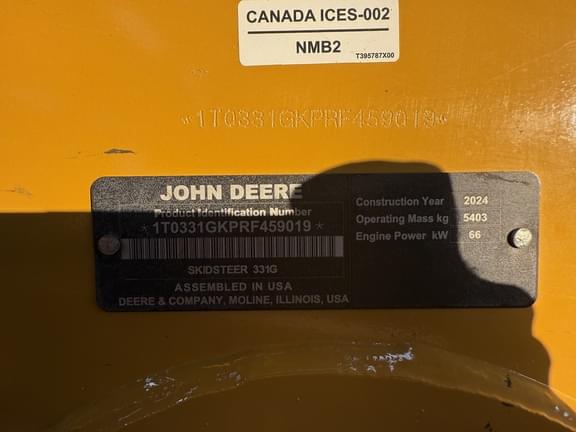 CANADA ICES-002
NMB2
T395787X00
*1T0331GKPRF459019*
JOHN DEERE
Product Identification Number
*1T0331GKPRF459019*
SKIDSTEER 331G
ASSEMBLED IN USA
DEERE & COMPANY, MOLINE, ILLINOIS, USA
Construction Year 2024
Operating Mass kg 5403
Engine Power kW 66